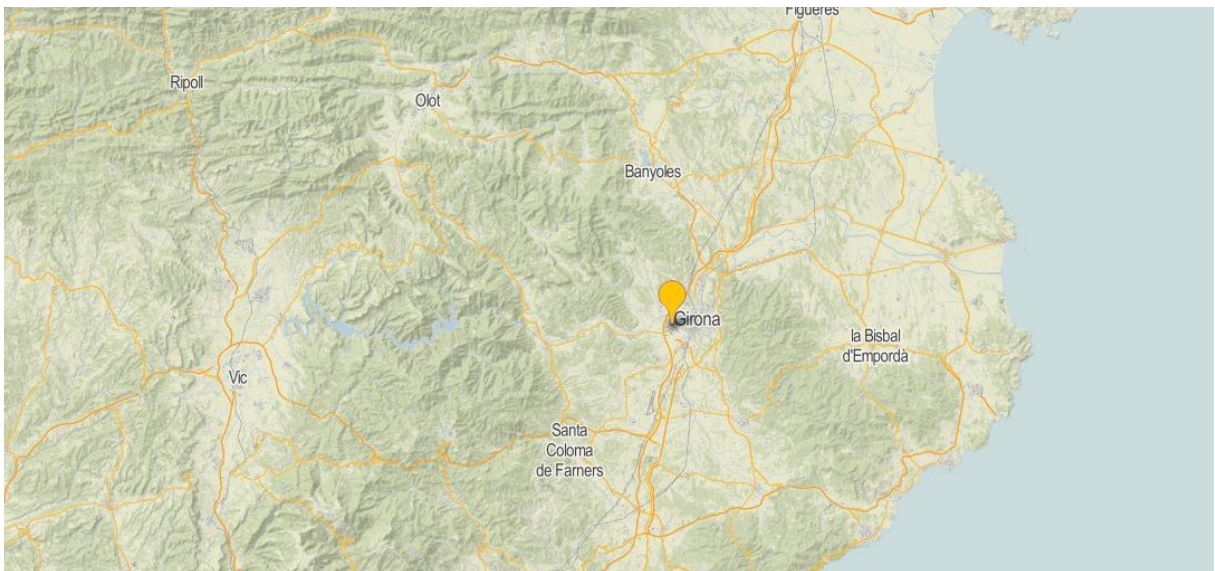 Figueres
Ripoll
Olot
Banyoles
Girona
la Bisbal
d'Empordà
Vic
Santa
Coloma
de Farners